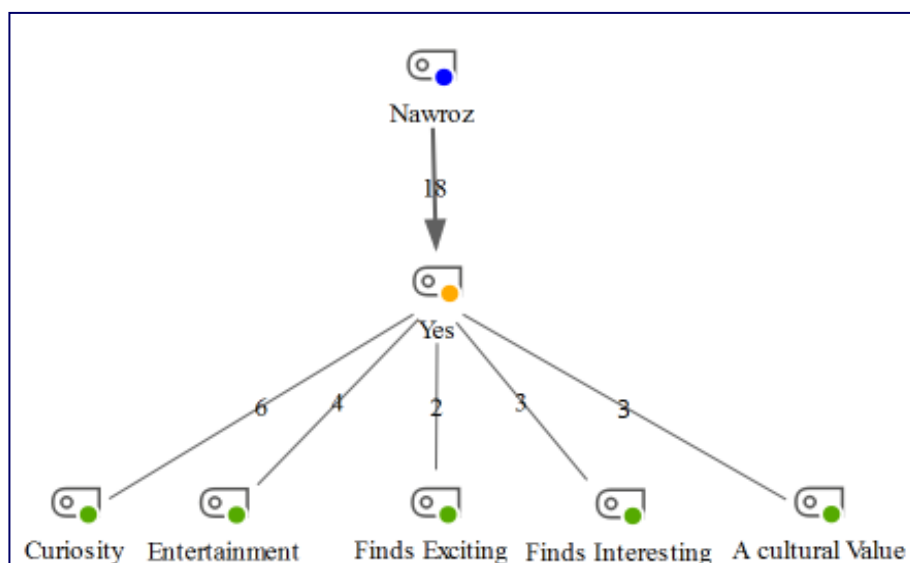 Nawroz
18
Yes
6 4 2 3 3
Curiosity Entertainment Finds Exciting Finds Interesting A cultural Value